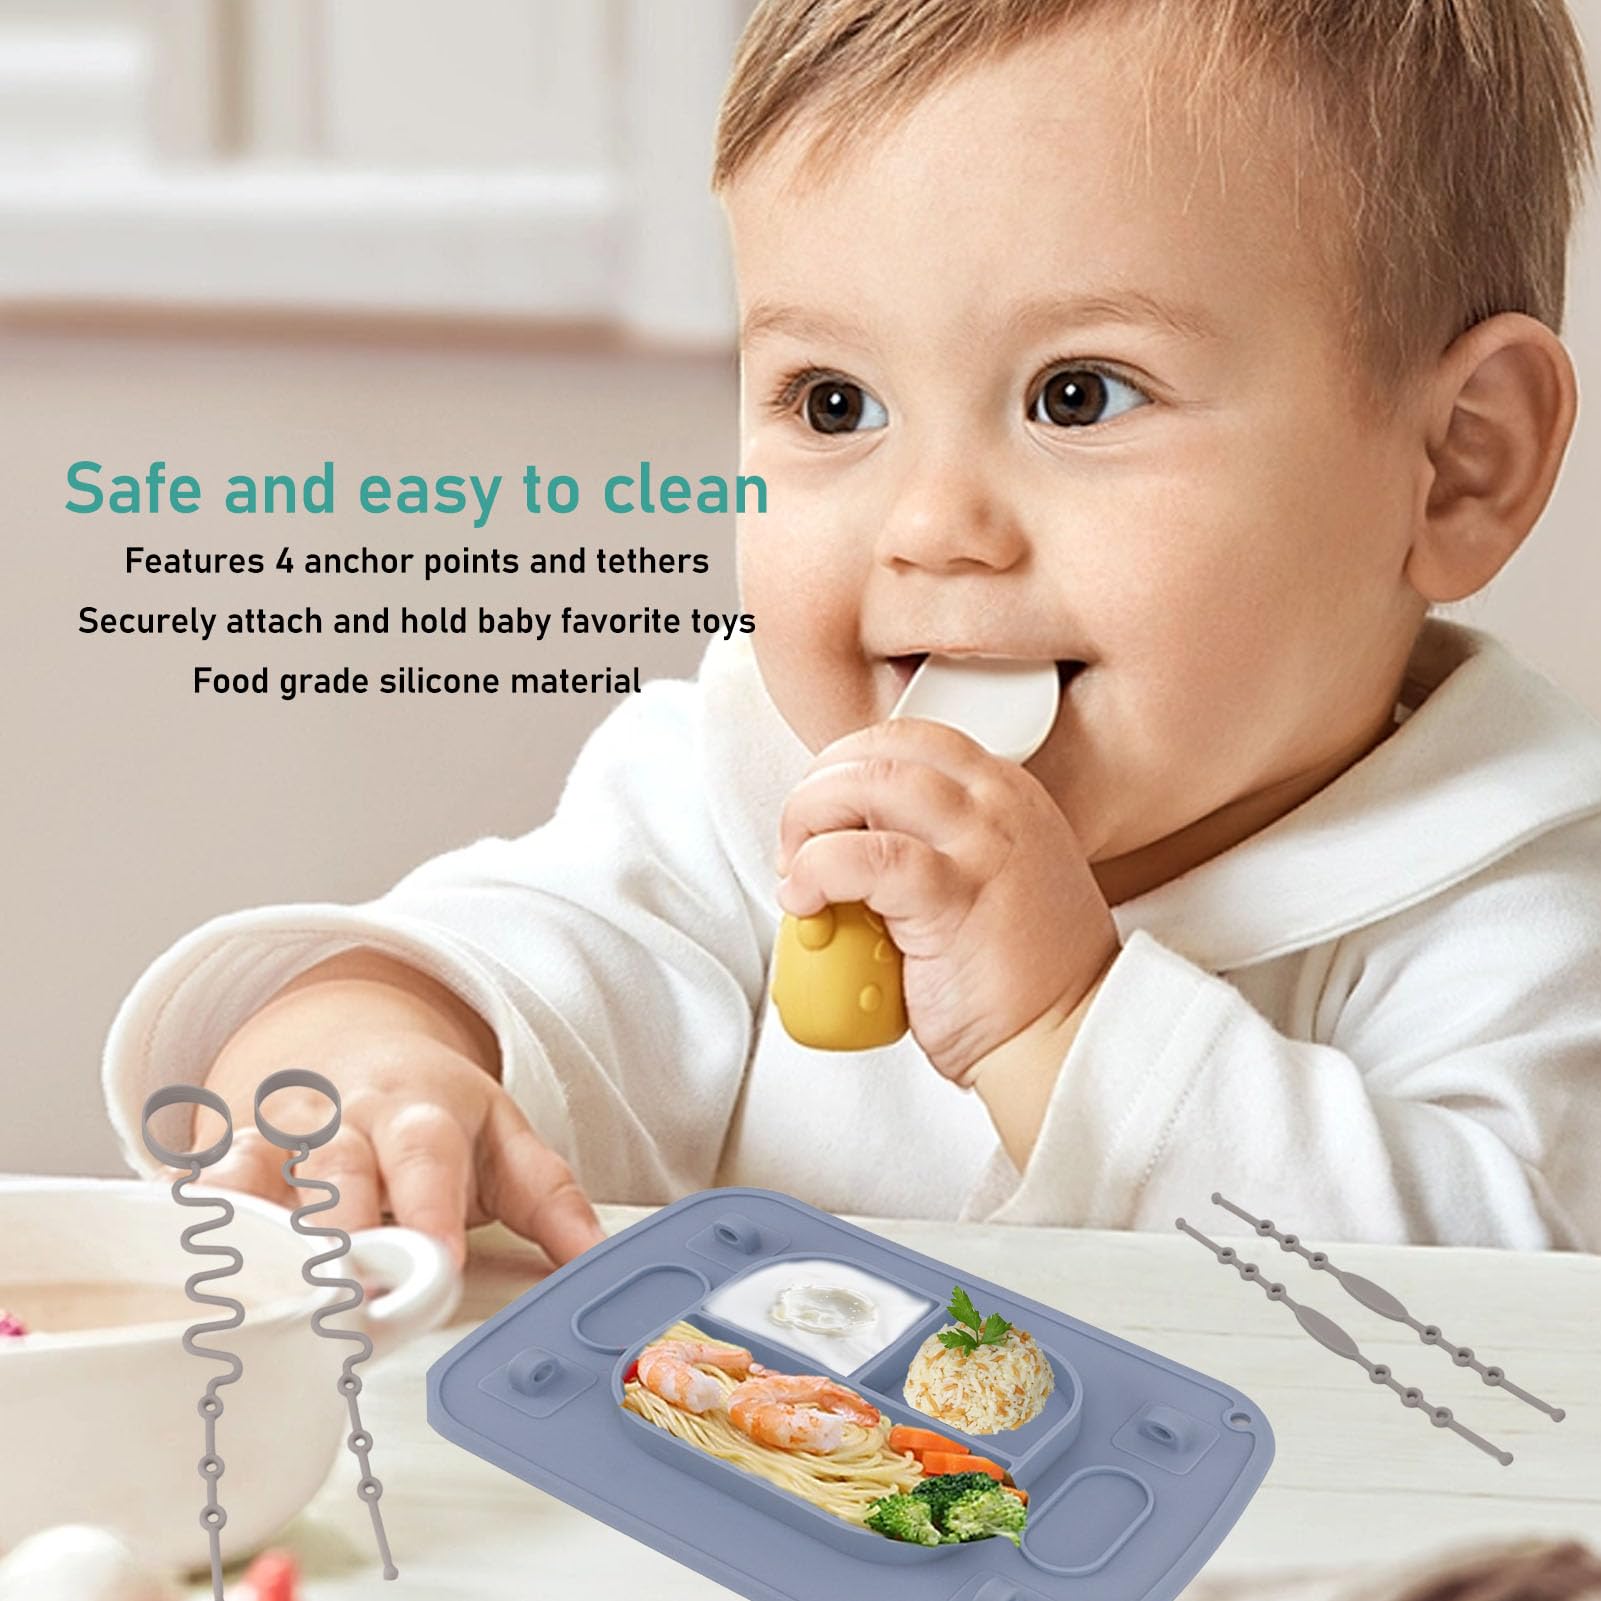 Safe and easy to clean
Features 4 anchor points and tethers
Securely attach and hold baby favorite toys
Food grade silicone material